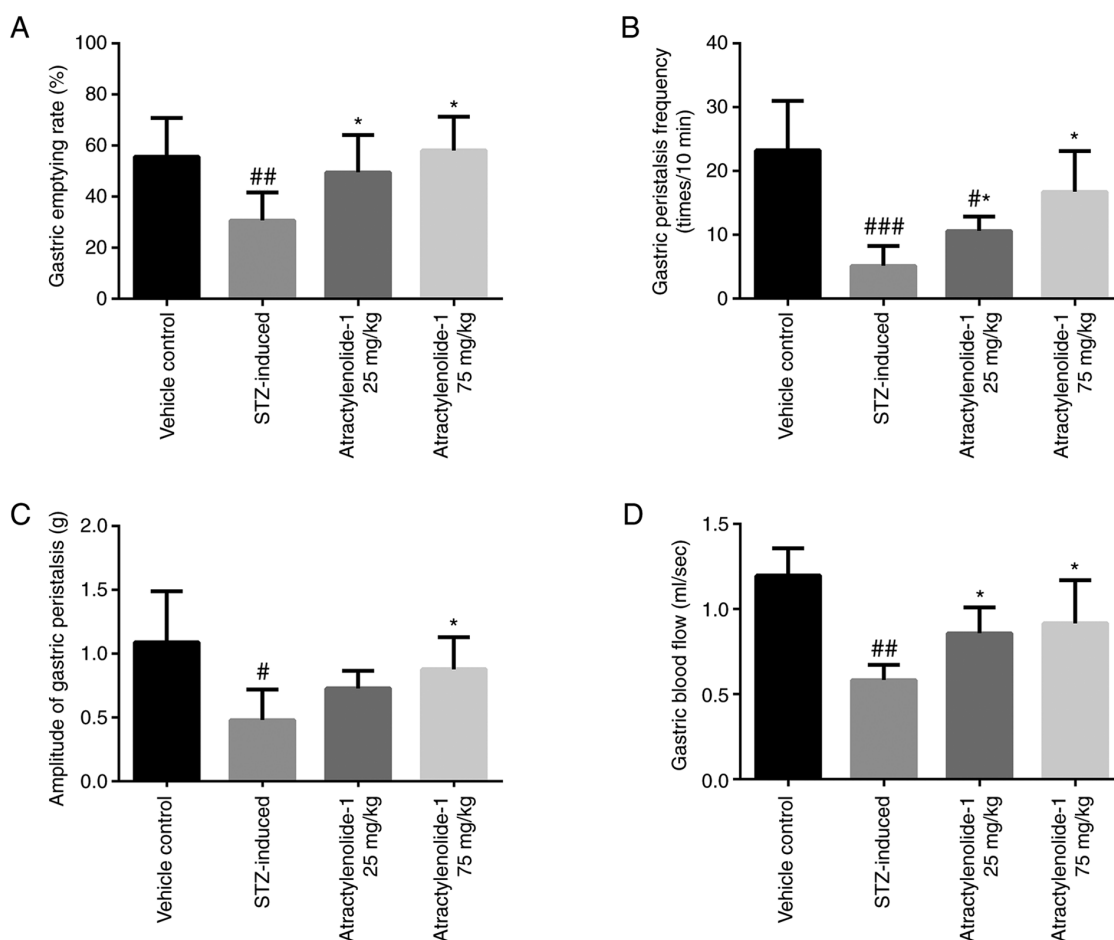 A
Gastric emptying rate (%)
100
80
60
40
20
0
##
*
*
Vehicle control
STZ-induced
Atractylenolide-1
25 mg/kg
Atractylenolide-1
75 mg/kg
B
Gastric peristalsis frequency
(times/10 min)
40
30
20
10
0
###
#*
*
Vehicle control
STZ-induced
Atractylenolide-1
25 mg/kg
Atractylenolide-1
75 mg/kg
C
Amplitude of gastric peristalsis (g)
2.0
1.5
1.0
0.5
0.0
#
*
Vehicle control
STZ-induced
Atractylenolide-1
25 mg/kg
Atractylenolide-1
75 mg/kg
D
Gastric blood flow (ml/sec)
1.5
1.0
0.5
0.0
##
*
*
Vehicle control
STZ-induced
Atractylenolide-1
25 mg/kg
Atractylenolide-1
75 mg/kg